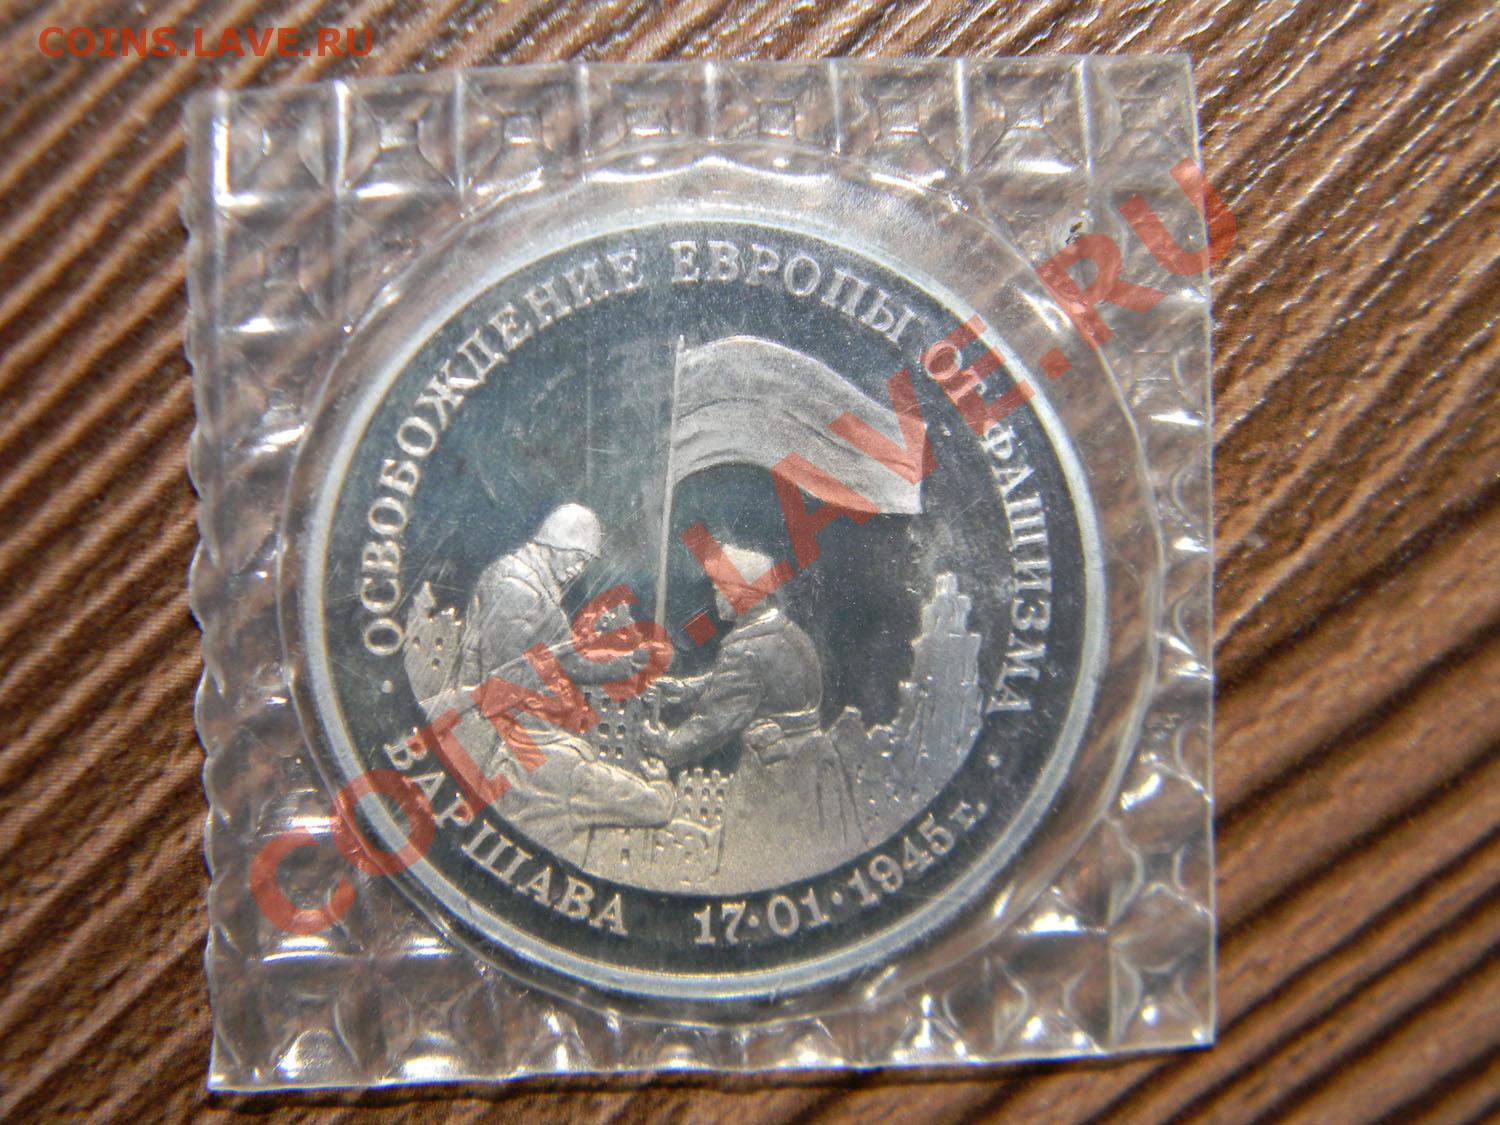 COINS.LAVE.RU
· ОСВОБОЖДЕНИЕ ЕВРОПЫ ОТ ФАШИЗМА ·
ВАРШАВА 17·01·1945 г.
COINS.LAVE.RU